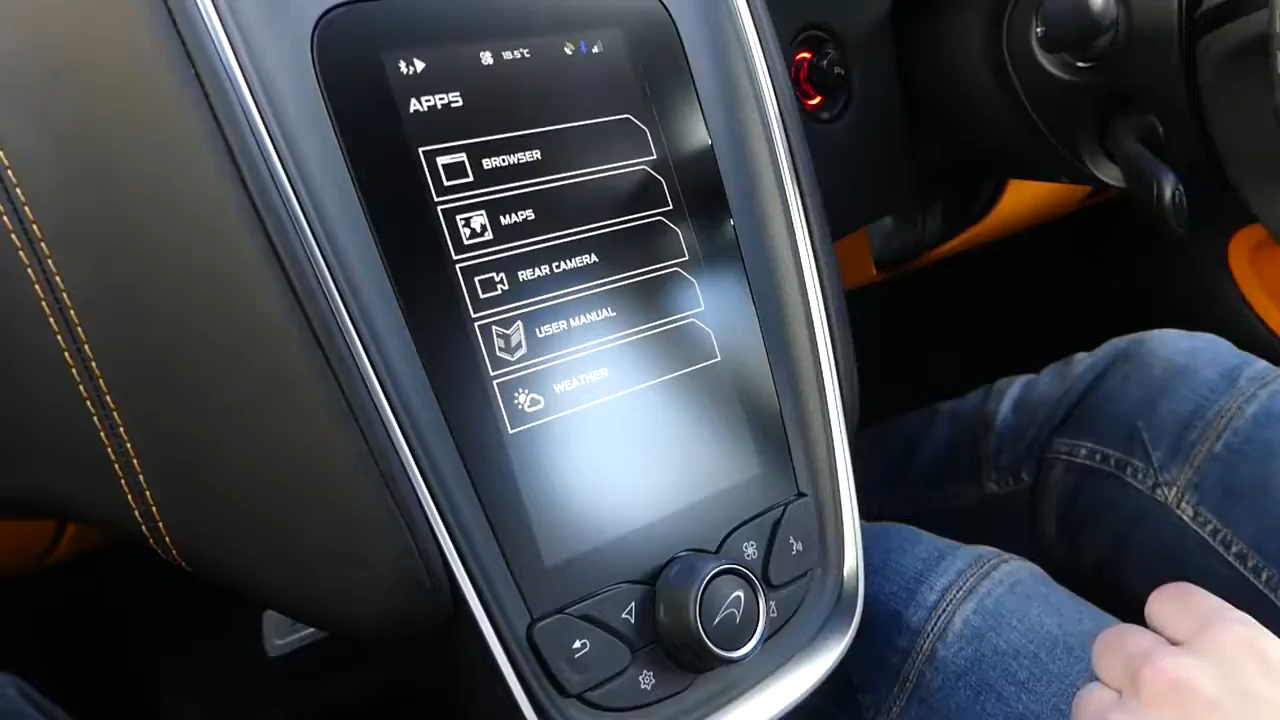 18.5°C
APPS
BROWSER
MAPS
REAR CAMERA
USER MANUAL
WEATHER